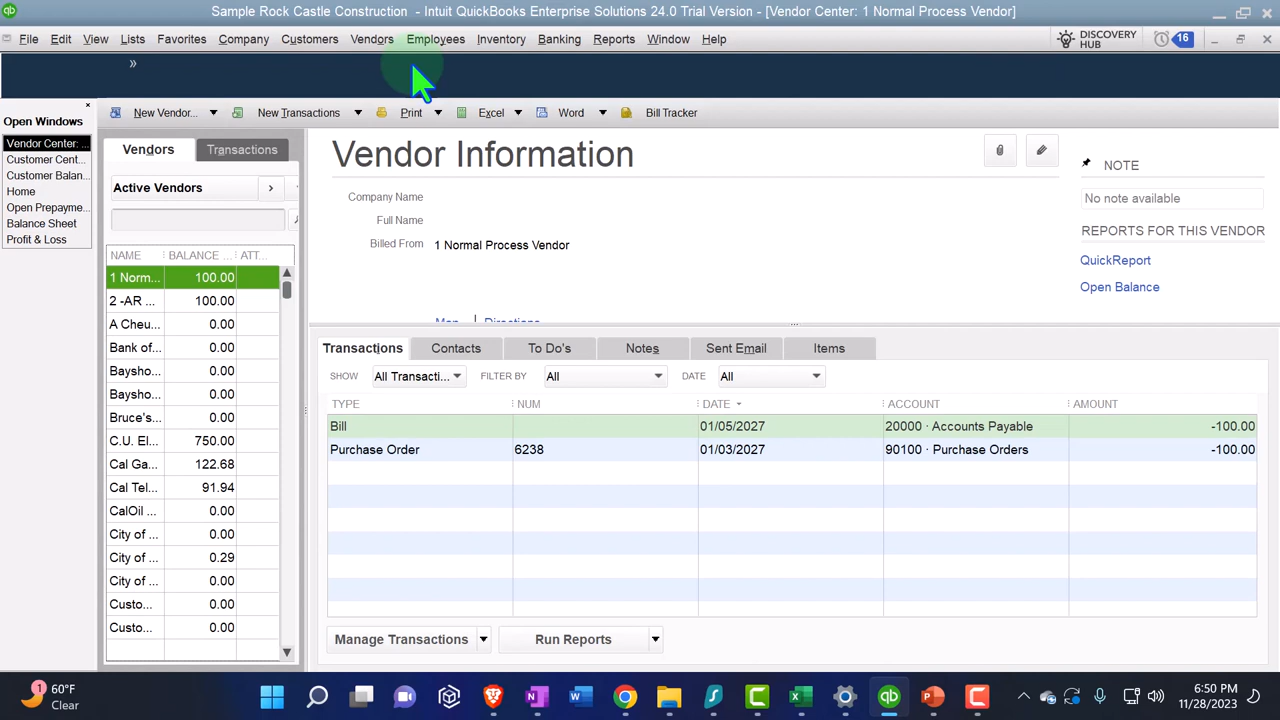 Sample Rock Castle Construction - Intuit QuickBooks Enterprise Solutions 24.0 Trial Version - [Vendor Center: 1 Normal Process Vendor]
File Edit View Lists Favorites Company Customers Vendors Employees Inventory Banking Reports Window Help
DISCOVERY HUB
16
»
New Vendor... New Transactions Print Excel Word Bill Tracker
Open Windows
Vendor Center: ...
Customer Cent...
Customer Balan...
Home
Open Prepayme...
Balance Sheet
Profit & Loss
Vendors Transactions
Active Vendors
NAME BALANCE ... ATT...
1 Norm... 100.00
2 -AR ... 100.00
A Cheu... 0.00
Bank of... 0.00
Baysho... 0.00
Baysho... 0.00
Bruce's... 0.00
C.U. El... 750.00
Cal Ga... 122.68
Cal Tel... 91.94
CalOil ... 0.00
City of ... 0.00
City of ... 0.29
City of ... 0.00
Custo... 0.00
Custo... 0.00
Vendor Information
Company Name
Full Name
Billed From 1 Normal Process Vendor
Map | Directions
NOTE
No note available
REPORTS FOR THIS VENDOR
QuickReport
Open Balance
Transactions Contacts To Do's Notes Sent Email Items
SHOW All Transacti... FILTER BY All DATE All
TYPE NUM DATE ACCOUNT AMOUNT
Bill 01/05/2027 20000 · Accounts Payable -100.00
Purchase Order 6238 01/03/2027 90100 · Purchase Orders -100.00
Manage Transactions Run Reports
1 60°F
Clear
6:50 PM
11/28/2023